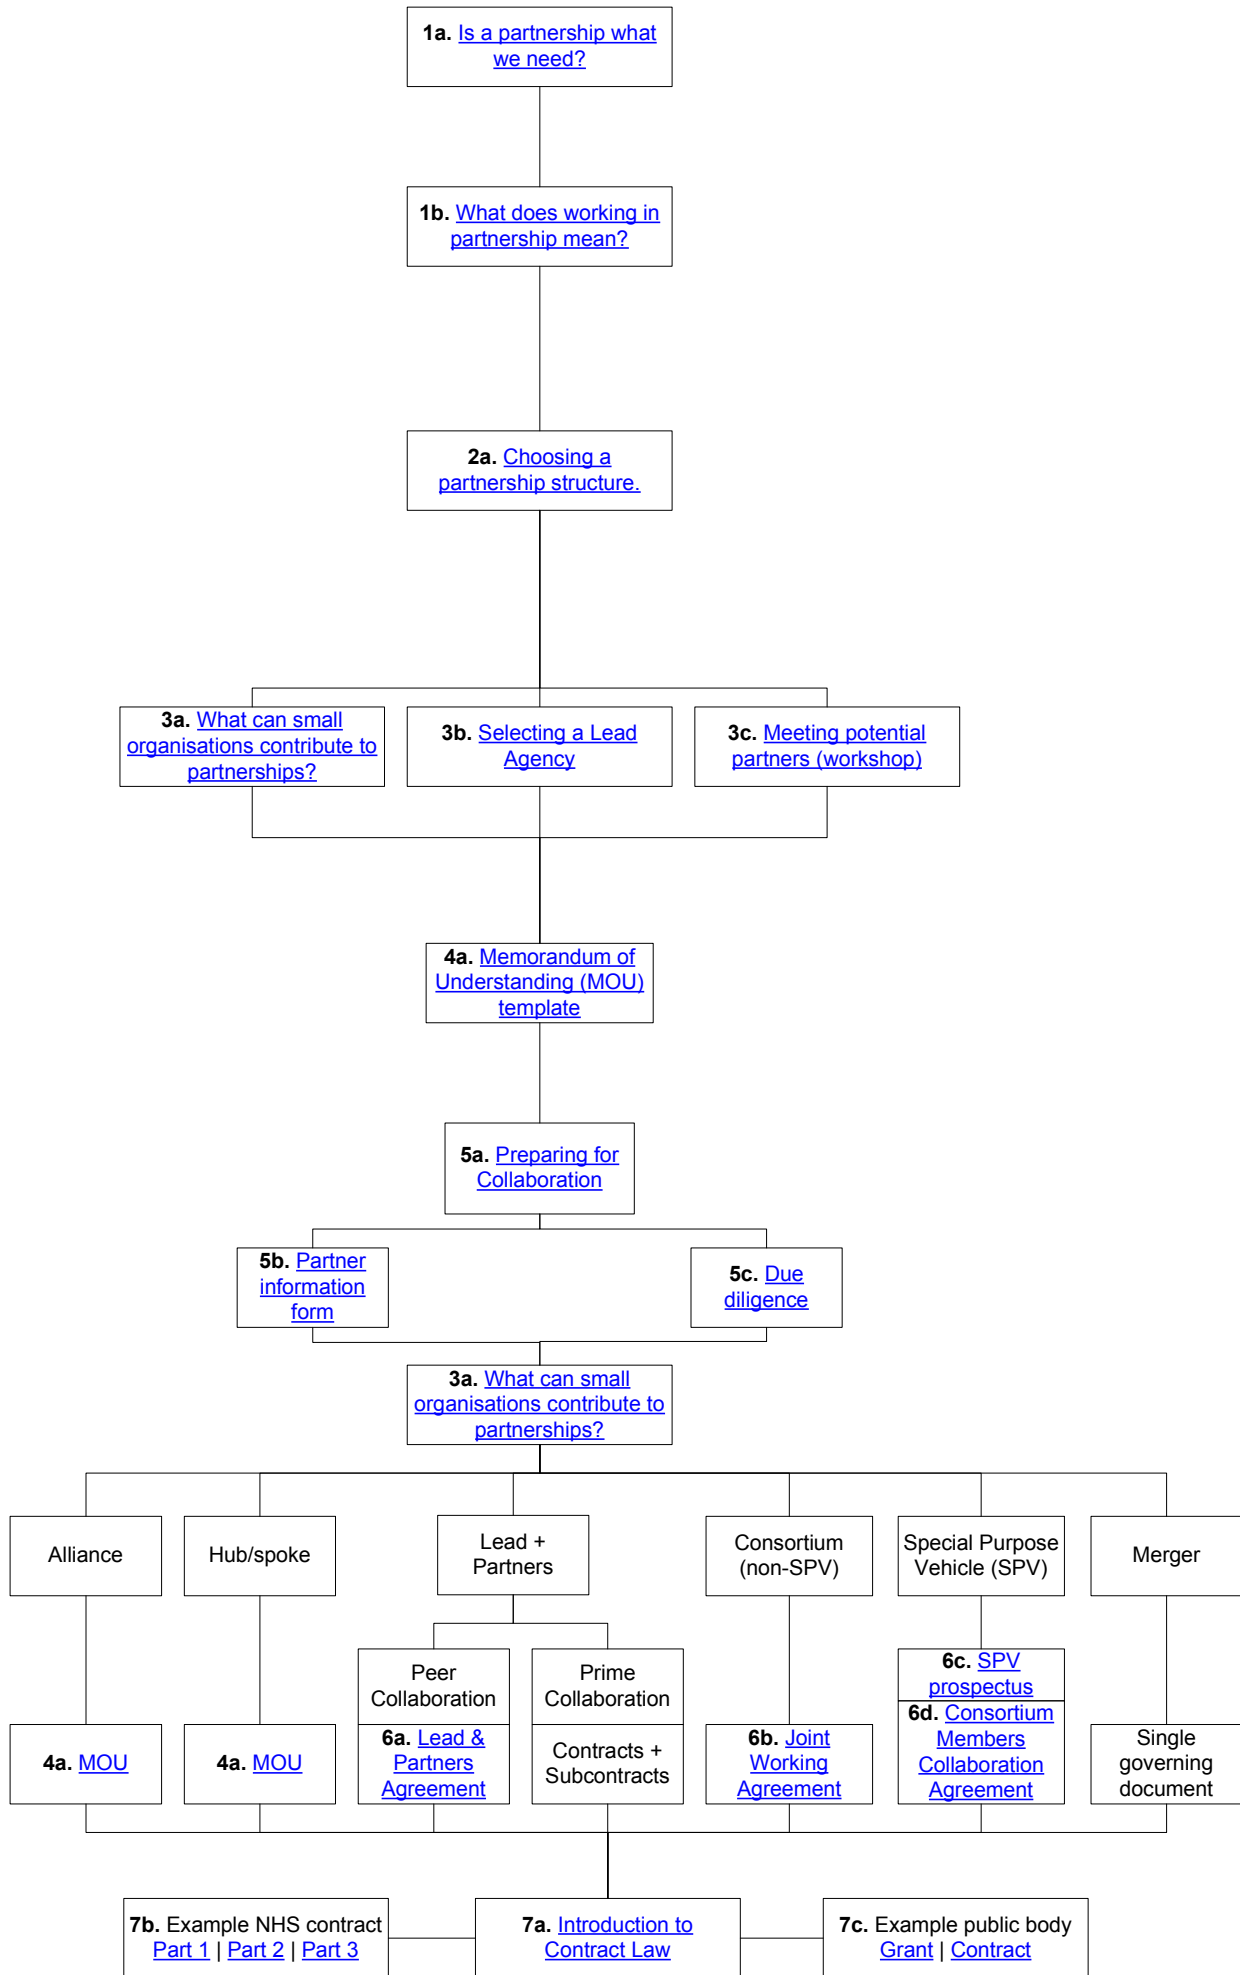 1a. Is a partnership what
we need?
1b. What does working in
partnership mean?
2a. Choosing a
partnership structure.
3a. What can small
organisations contribute to
partnerships?
3b. Selecting a Lead
Agency
3c. Meeting potential
partners (workshop)
4a. Memorandum of
Understanding (MOU)
template
5a. Preparing for
Collaboration
5b. Partner
information
form
5c. Due
diligence
3a. What can small
organisations contribute to
partnerships?
Alliance
Hub/spoke
Lead +
Partners
Consortium
(non-SPV)
Special Purpose
Vehicle (SPV)
Merger
Peer
Collaboration
Prime
Collaboration
6c. SPV
prospectus
4a. MOU
4a. MOU
6a. Lead &
Partners
Agreement
Contracts +
Subcontracts
6b. Joint
Working
Agreement
6d. Consortium
Members
Collaboration
Agreement
Single
governing
document
7b. Example NHS contract
Part 1 | Part 2 | Part 3
7a. Introduction to
Contract Law
7c. Example public body
Grant | Contract